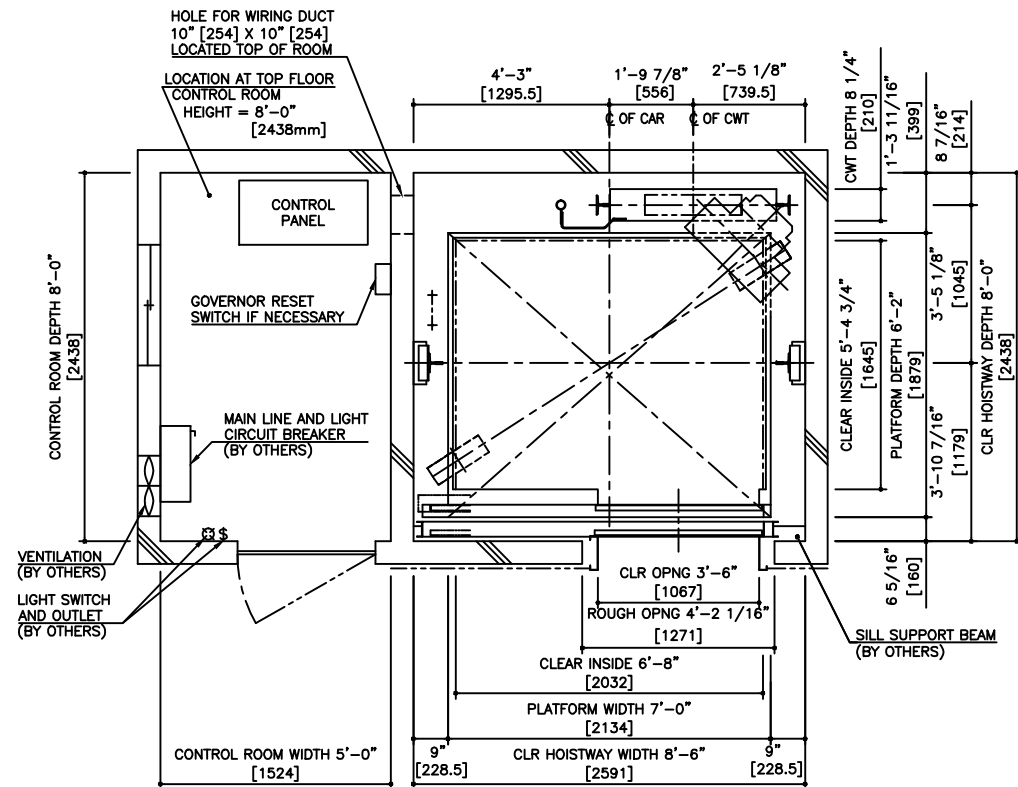 HOLE FOR WIRING DUCT
10" [254] X 10" [254]
LOCATED TOP OF ROOM
LOCATION AT TOP FLOOR
CONTROL ROOM
HEIGHT = 8'-0"
[2438mm]
4'-3"
[1295.5]
1'-9 7/8"
[556]
2'-5 1/8"
[739.5]
℄ OF CAR
℄ OF CWT
CWT DEPTH 8 1/4"
[210]
1'-3 11/16"
[399]
8 7/16"
[214]
CONTROL
PANEL
GOVERNOR RESET
SWITCH IF NECESSARY
CONTROL ROOM DEPTH 8'-0"
[2438]
MAIN LINE AND LIGHT
CIRCUIT BREAKER
(BY OTHERS)
CLEAR INSIDE 5'-4 3/4"
[1645]
PLATFORM DEPTH 6'-2"
[1879]
3'-5 1/8"
[1045]
3'-10 7/16"
[1179]
CLR HOISTWAY DEPTH 8'-0"
[2438]
$
VENTILATION
(BY OTHERS)
LIGHT SWITCH
AND OUTLET
(BY OTHERS)
6 5/16"
[160]
CLR OPNG 3'-6"
[1067]
ROUGH OPNG 4'-2 1/16"
[1271]
SILL SUPPORT BEAM
(BY OTHERS)
CLEAR INSIDE 6'-8"
[2032]
PLATFORM WIDTH 7'-0"
[2134]
CONTROL ROOM WIDTH 5'-0"
[1524]
9"
[228.5]
CLR HOISTWAY WIDTH 8'-6"
[2591]
9"
[228.5]